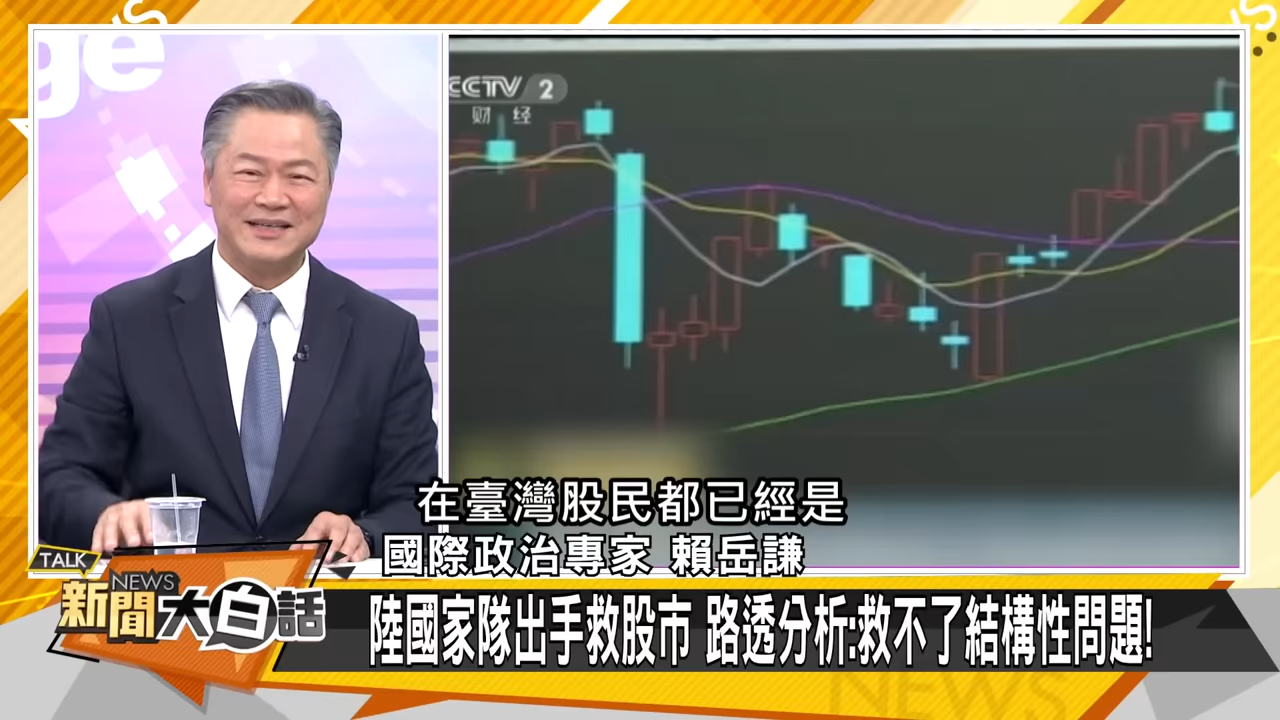 ge
CCTV 2
财 经
在臺灣股民都已經是
國際政治專家 賴岳謙
TALK
NEWS
新聞大白話
陸國家隊出手救股市 路透分析:救不了結構性問題!
NEWS